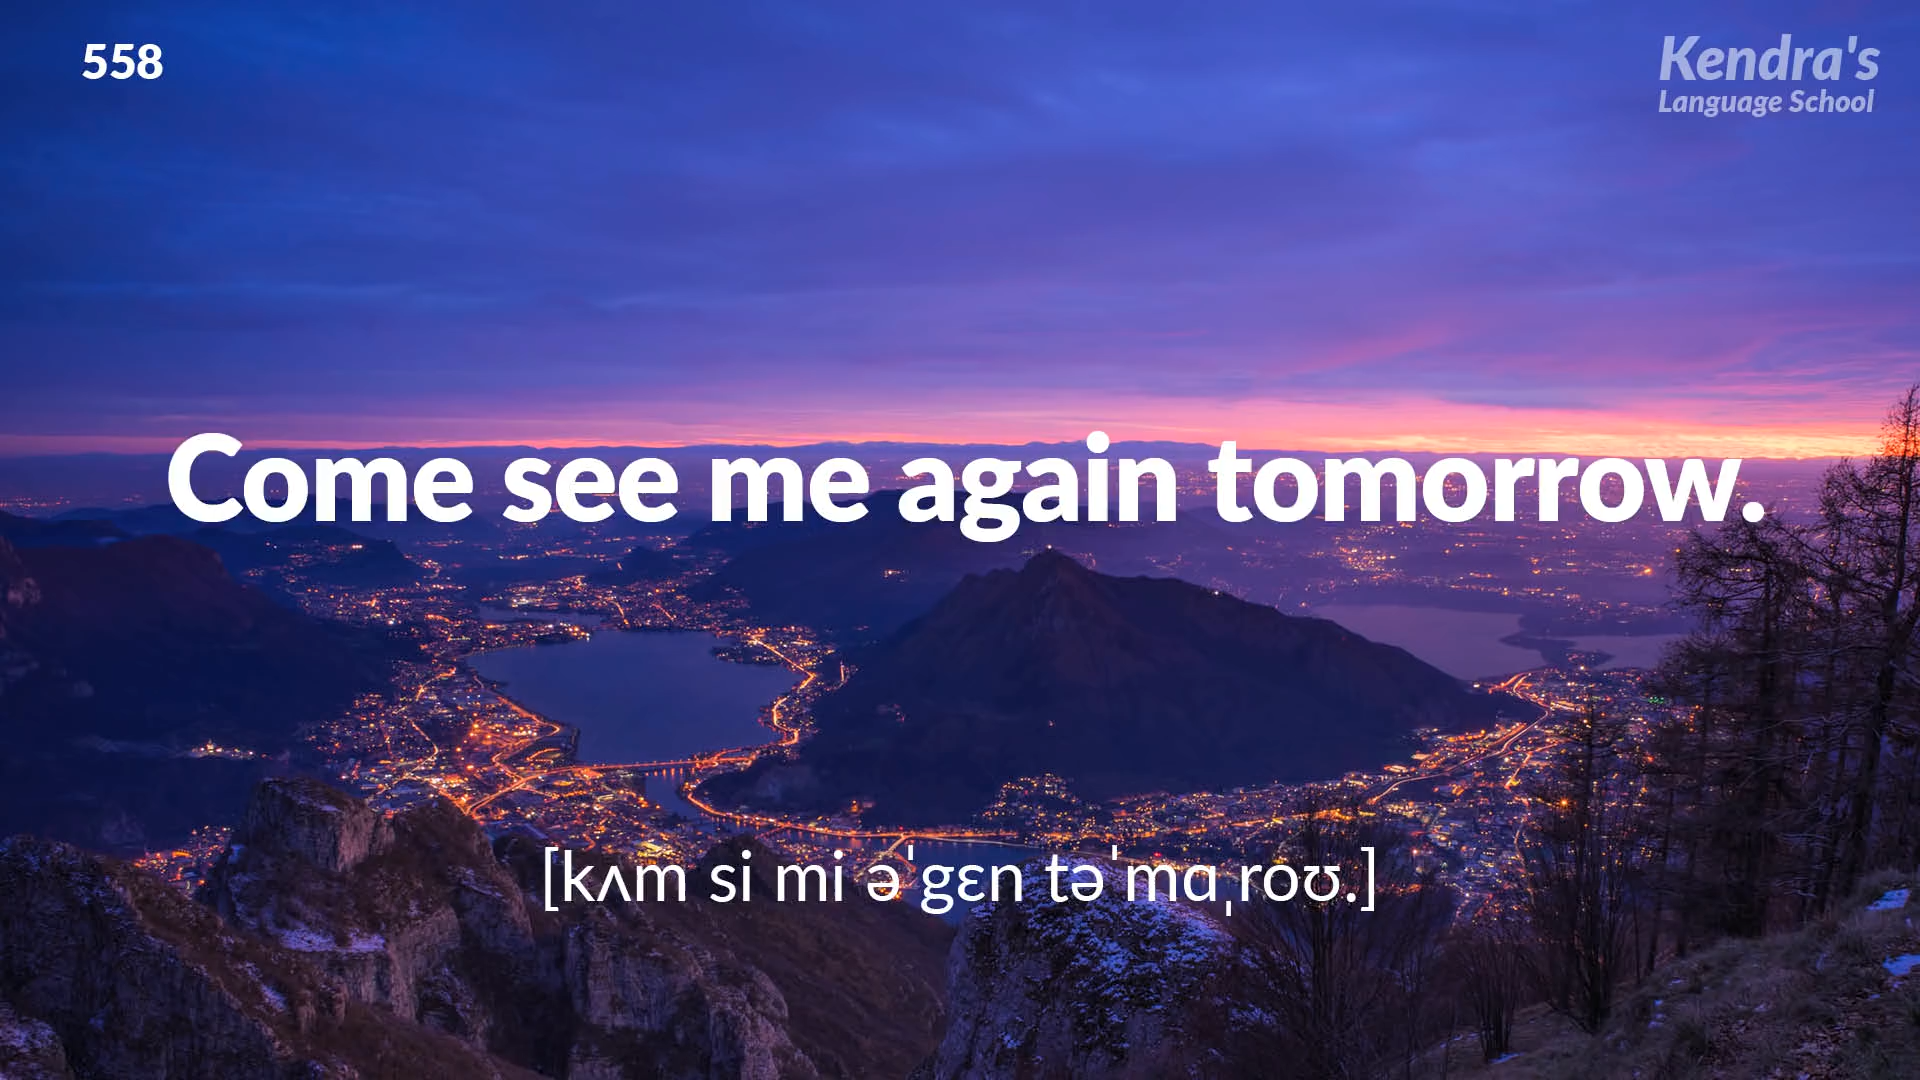 558
Kendra's
Language School
Come see me again tomorrow.
[kʌm si mi əˈgɛn təˈmɑˌroʊ.]